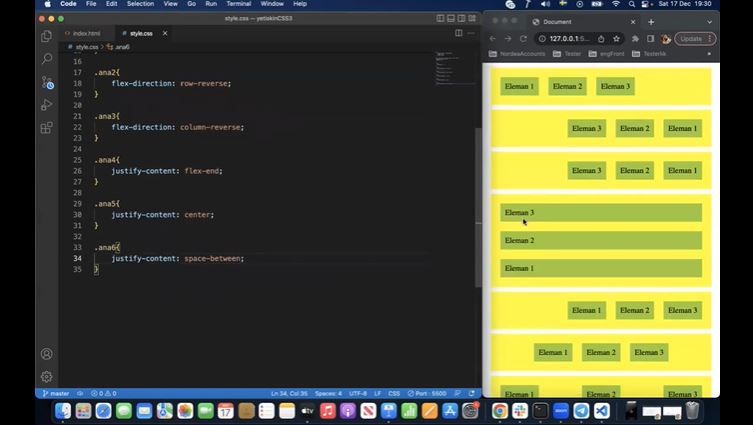 Code File Edit Selection View Go Run Terminal Window Help
Sat 17 Dec 19:30
style.css — yetiskinCSS3
index.html style.css
style.css > .ana6
16
17 .ana2{
18 flex-direction: row-reverse;
19 }
20
21 .ana3{
22 flex-direction: column-reverse;
23 }
24
25 .ana4{
26 justify-content: flex-end;
27 }
28
29 .ana5{
30 justify-content: center;
31 }
32
33 .ana6{
34 justify-content: space-between;
35 }
master 0 0
Ln 34, Col 35 Spaces: 4 UTF-8 LF CSS Port : 5500
Document
127.0.0.1:5...
Update
NordeaAccounts Tester engFront Testerkk
Eleman 1 Eleman 2 Eleman 3
Eleman 3 Eleman 2 Eleman 1
Eleman 3 Eleman 2 Eleman 1
Eleman 3
Eleman 2
Eleman 1
Eleman 1 Eleman 2 Eleman 3
Eleman 1 Eleman 2 Eleman 3
Eleman 1 Eleman 2 Eleman 3
17
zoom